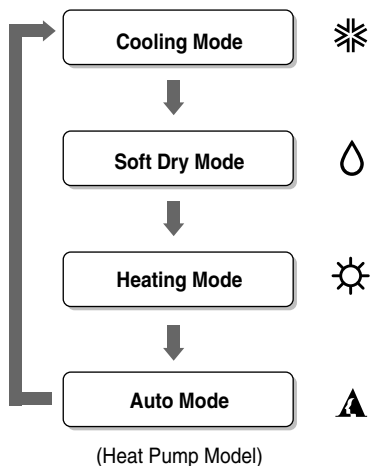 Cooling Mode
Soft Dry Mode
Heating Mode
Auto Mode
(Heat Pump Model)